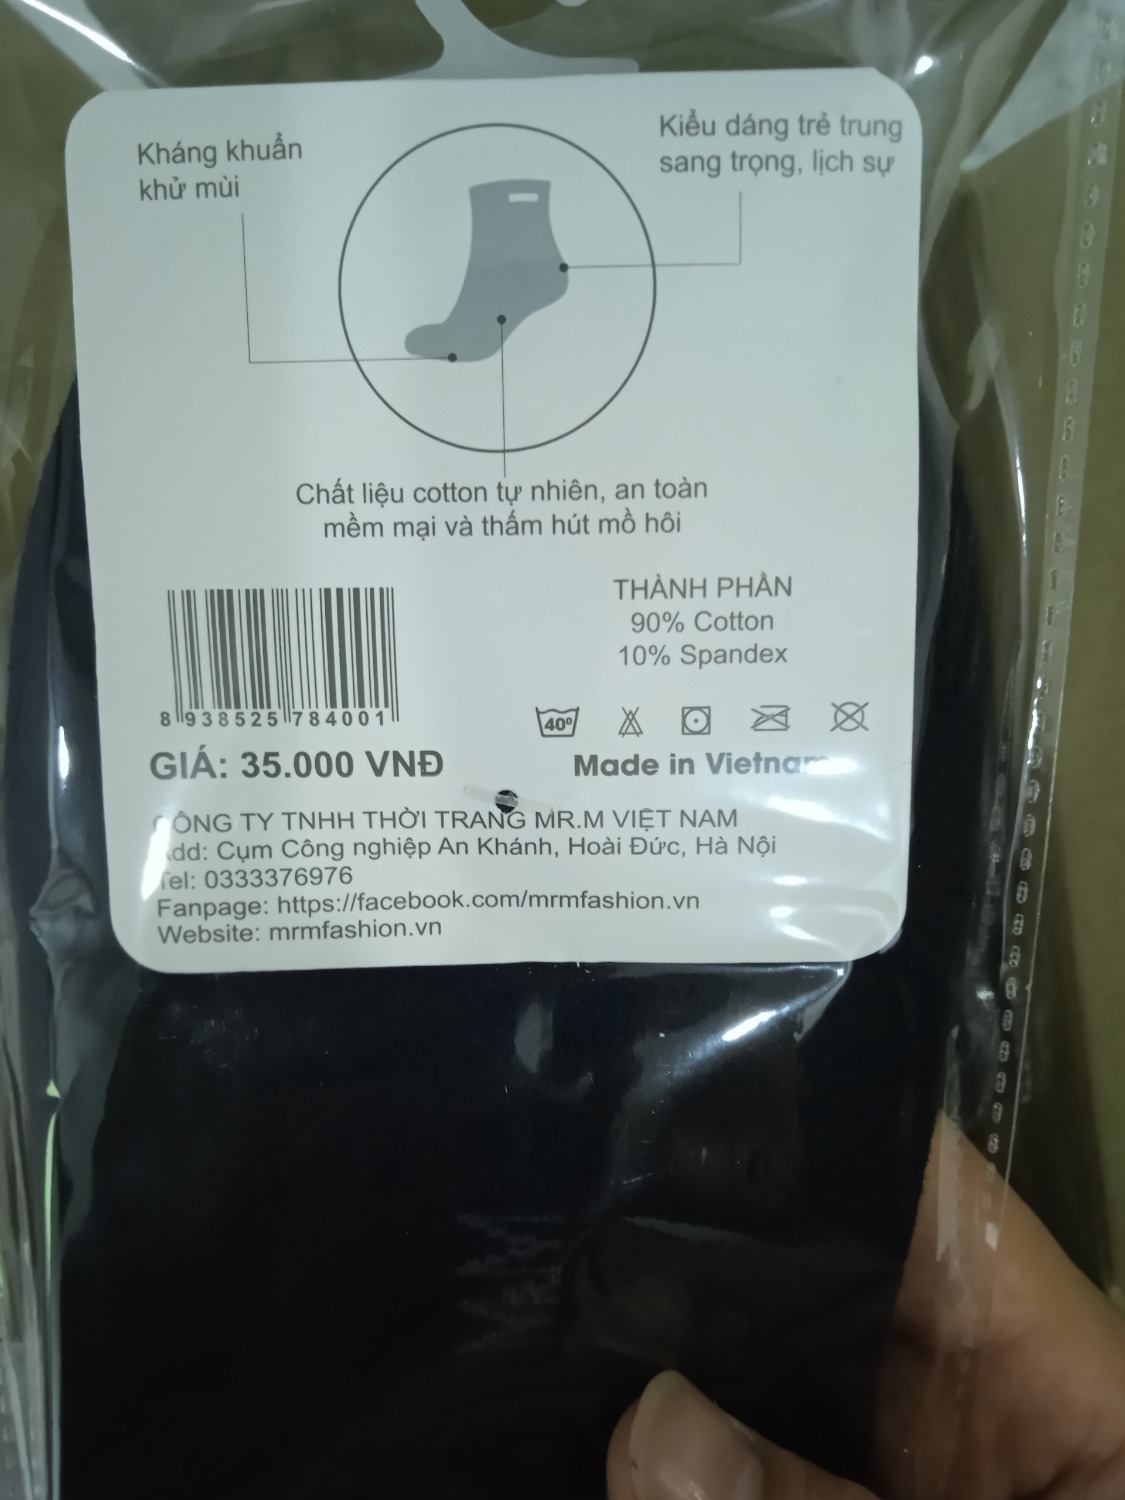 Kháng khuẩn
khử mùi
Kiểu dáng trẻ trung
sang trọng, lịch sự
Chất liệu cotton tự nhiên, an toàn
mềm mại và thấm hút mồ hôi
THÀNH PHẦN
90% Cotton
10% Spandex
8 938525 784001
40º
GIÁ: 35.000 VNĐ
Made in Vietnam
CÔNG TY TNHH THỜI TRANG MR.M VIỆT NAM
Add: Cụm Công nghiệp An Khánh, Hoài Đức, Hà Nội
Tel: 0333376976
Fanpage: https://facebook.com/mrmfashion.vn
Website: mrmfashion.vn